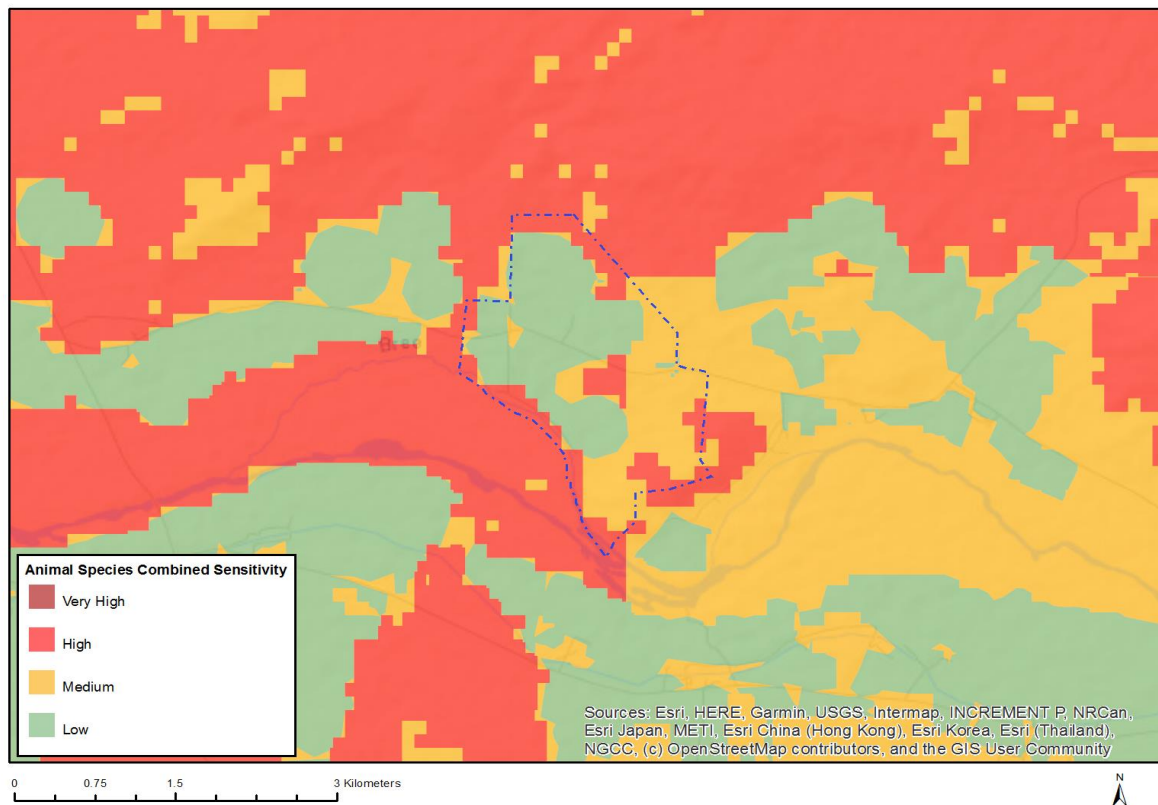 Animal Species Combined Sensitivity
Very High
High
Medium
Low
Sources: Esri, HERE, Garmin, USGS, Intermap, INCREMENT P, NRCan,
Esri Japan, METI, Esri China (Hong Kong), Esri Korea, Esri (Thailand),
NGCC, (c) OpenStreetMap contributors, and the GIS User Community
0 0.75 1.5 3 Kilometers
N